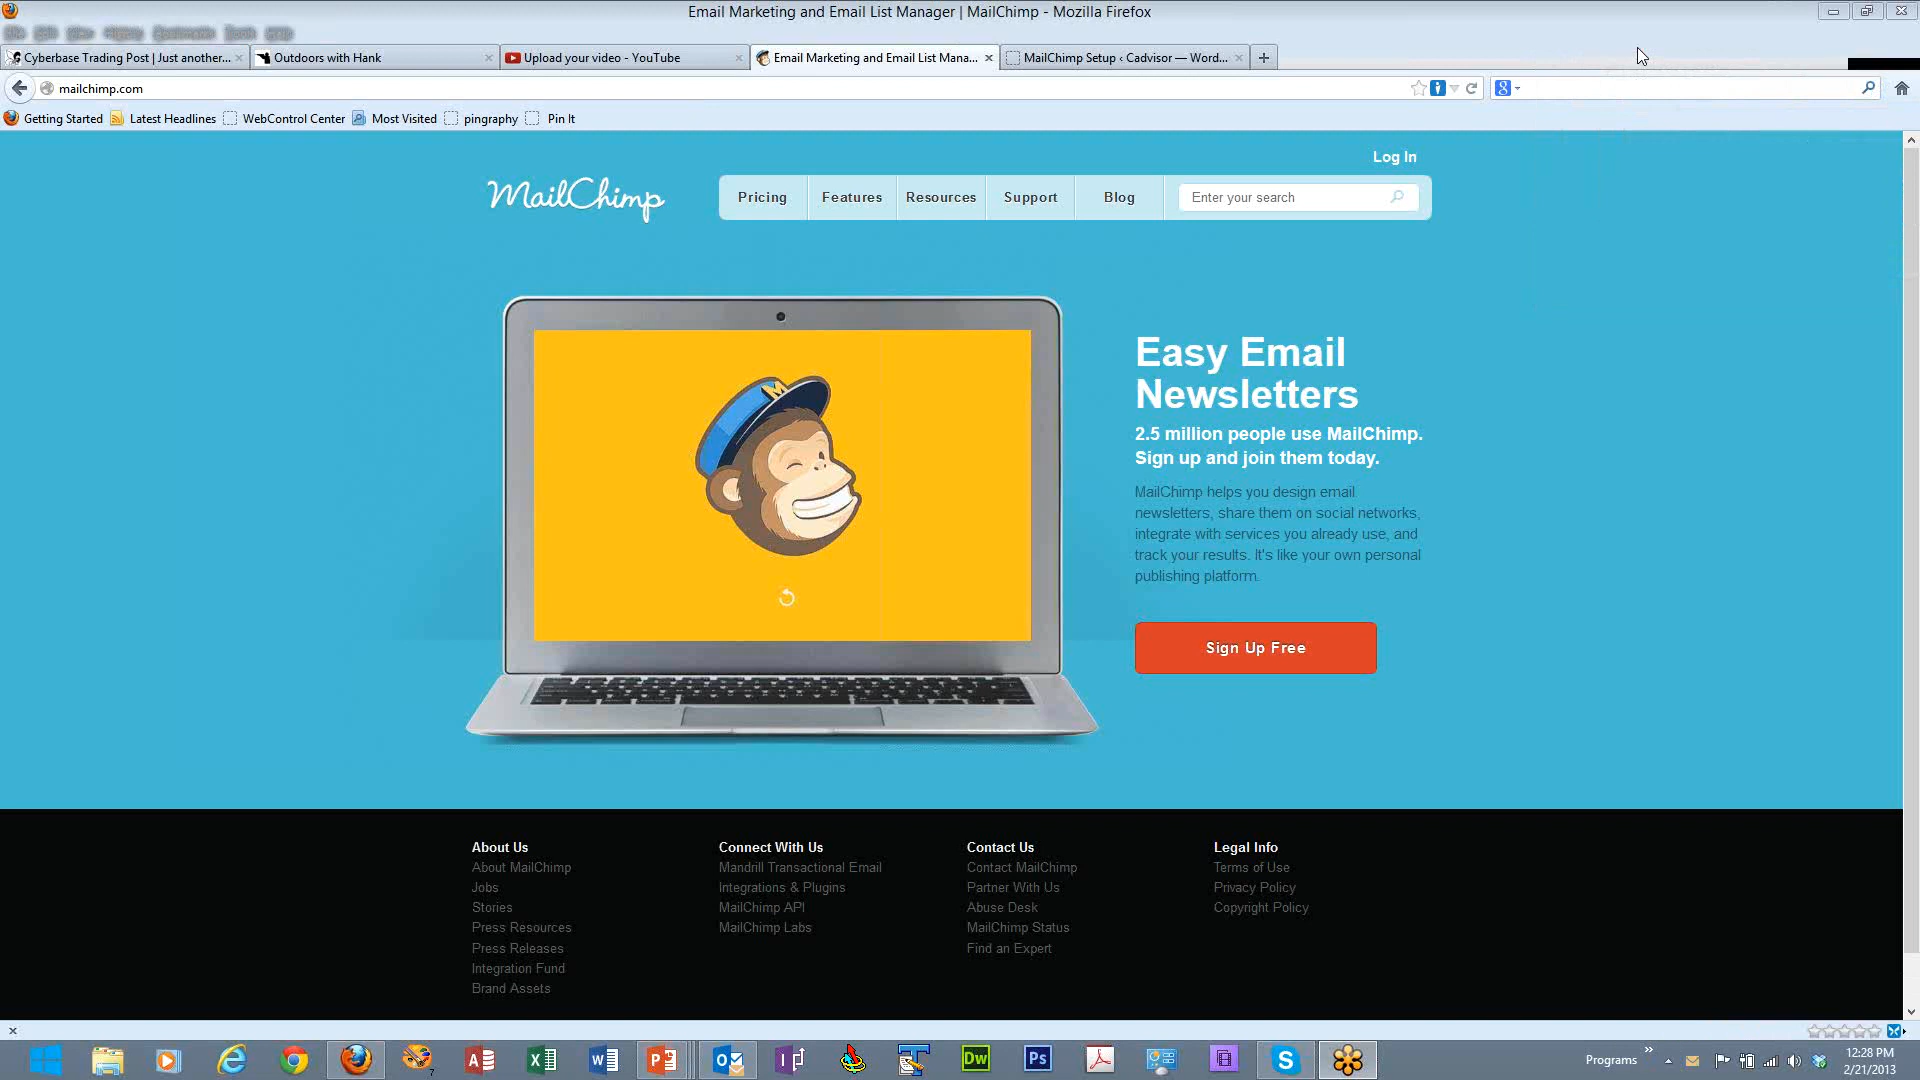 Email Marketing and Email List Manager | MailChimp - Mozilla Firefox
Cyberbase Trading Post | Just another...
Outdoors with Hank
Upload your video - YouTube
Email Marketing and Email List Mana...
MailChimp Setup ‹ Cadvisor — Word...
mailchimp.com
Getting Started
Latest Headlines
WebControl Center
Most Visited
pingraphy
Pin It
Log In
MailChimp
Pricing
Features
Resources
Support
Blog
Enter your search
Easy Email
Newsletters
2.5 million people use MailChimp.
Sign up and join them today.
MailChimp helps you design email
newsletters, share them on social networks,
integrate with services you already use, and
track your results. It's like your own personal
publishing platform.
Sign Up Free
About Us
About MailChimp
Jobs
Stories
Press Resources
Press Releases
Integration Fund
Brand Assets
Connect With Us
Mandrill Transactional Email
Integrations & Plugins
MailChimp API
MailChimp Labs
Contact Us
Contact MailChimp
Partner With Us
Abuse Desk
MailChimp Status
Find an Expert
Legal Info
Terms of Use
Privacy Policy
Copyright Policy
Programs
12:28 PM
2/21/2013